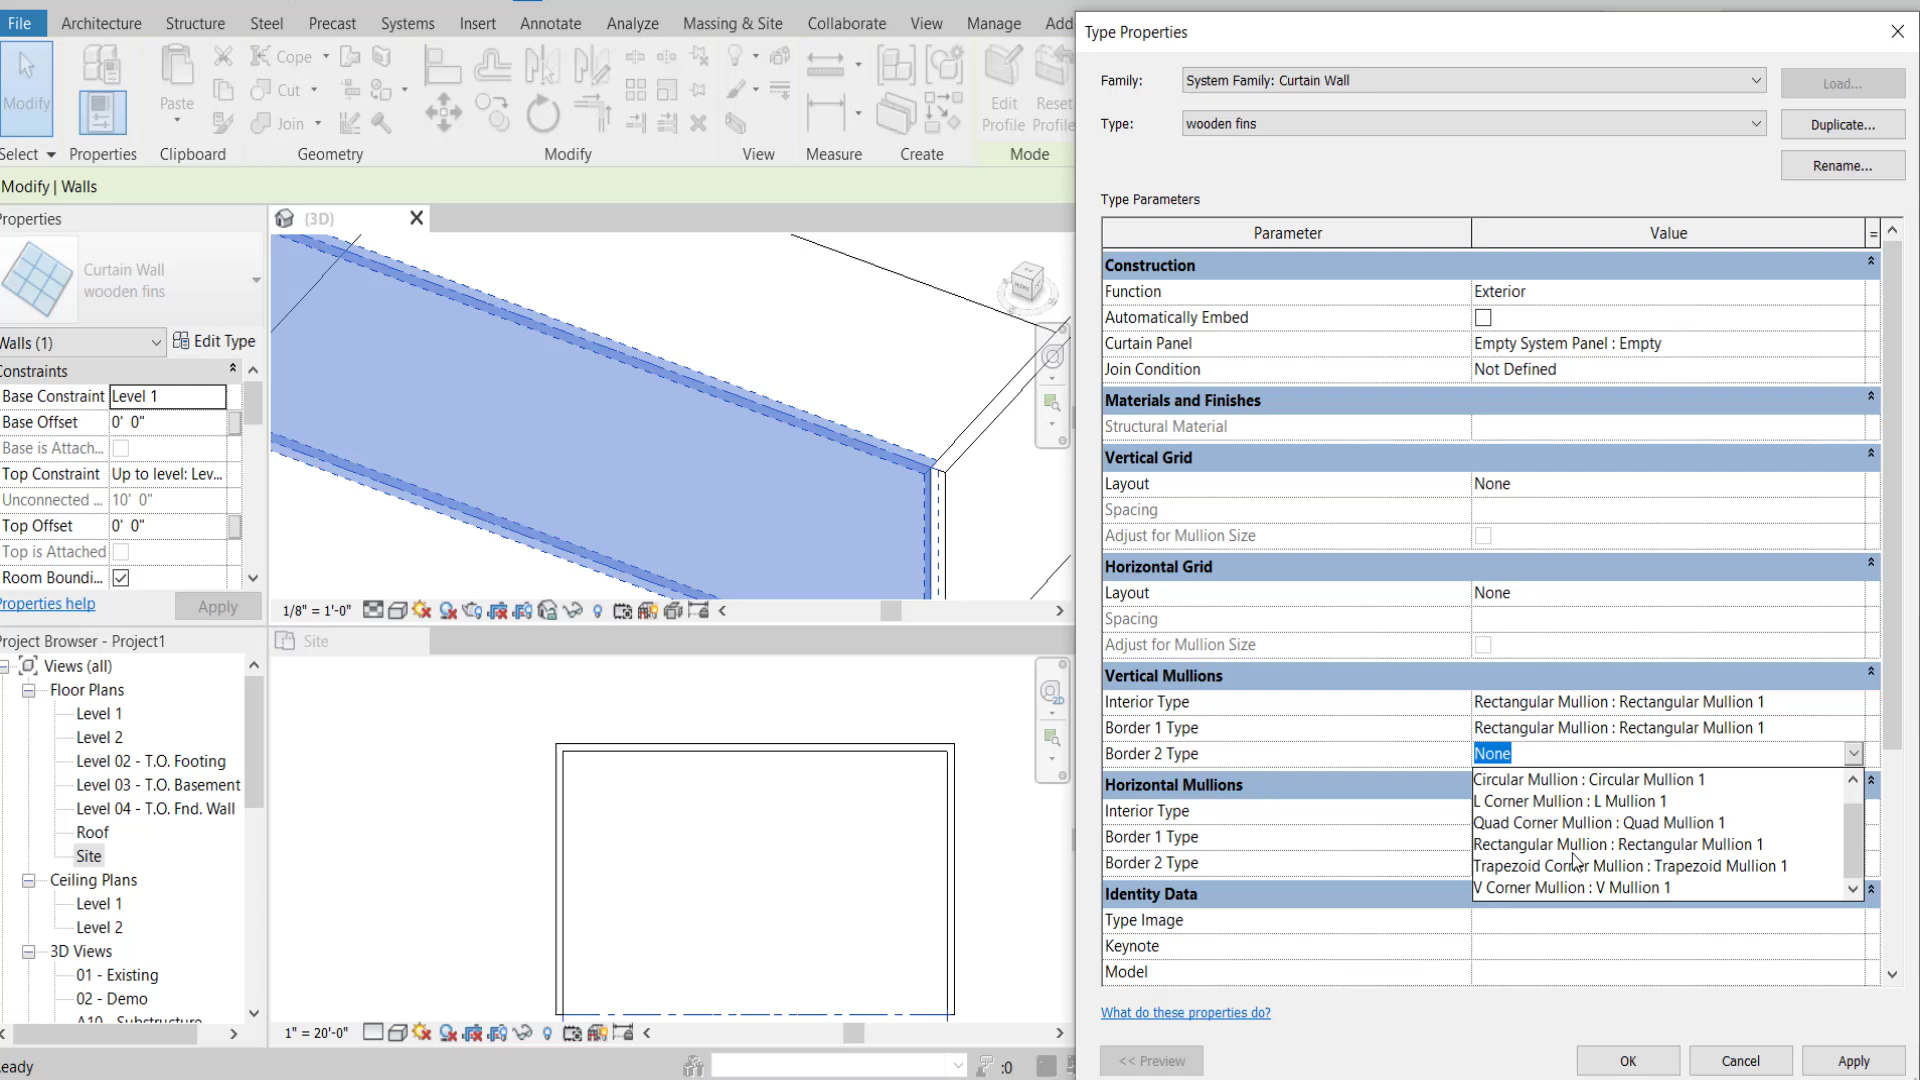 File Architecture Structure Steel Precast Systems Insert Annotate Analyze Massing & Site Collaborate View Manage Add
Modify
Paste
Cope
Cut
Join
Edit Profile
Reset Profile
Select Properties Clipboard Geometry Modify View Measure Create Mode
Modify | Walls
Properties
Curtain Wall
wooden fins
Walls (1)
Edit Type
Constraints
Base Constraint Level 1
Base Offset 0' 0"
Base is Attach...
Top Constraint Up to level: Lev...
Unconnected ... 10' 0"
Top Offset 0' 0"
Top is Attached
Room Boundi...
Properties help
Apply
Project Browser - Project1
Views (all)
Floor Plans
Level 1
Level 2
Level 02 - T.O. Footing
Level 03 - T.O. Basement
Level 04 - T.O. Fnd. Wall
Roof
Site
Ceiling Plans
Level 1
Level 2
3D Views
01 - Existing
02 - Demo
A10 - Substructure
eady
(3D)
1/8" = 1'-0"
Site
2D
1" = 20'-0"
:0
Type Properties
Family: System Family: Curtain Wall Load...
Type: wooden fins Duplicate...
Rename...
Type Parameters
Parameter Value =
Construction
Function Exterior
Automatically Embed
Curtain Panel Empty System Panel : Empty
Join Condition Not Defined
Materials and Finishes
Structural Material
Vertical Grid
Layout None
Spacing
Adjust for Mullion Size
Horizontal Grid
Layout None
Spacing
Adjust for Mullion Size
Vertical Mullions
Interior Type Rectangular Mullion : Rectangular Mullion 1
Border 1 Type Rectangular Mullion : Rectangular Mullion 1
Border 2 Type None
Circular Mullion : Circular Mullion 1
L Corner Mullion : L Mullion 1
Quad Corner Mullion : Quad Mullion 1
Rectangular Mullion : Rectangular Mullion 1
Trapezoid Corner Mullion : Trapezoid Mullion 1
V Corner Mullion : V Mullion 1
Horizontal Mullions
Interior Type
Border 1 Type
Border 2 Type
Identity Data
Type Image
Keynote
Model
What do these properties do?
<< Preview OK Cancel Apply